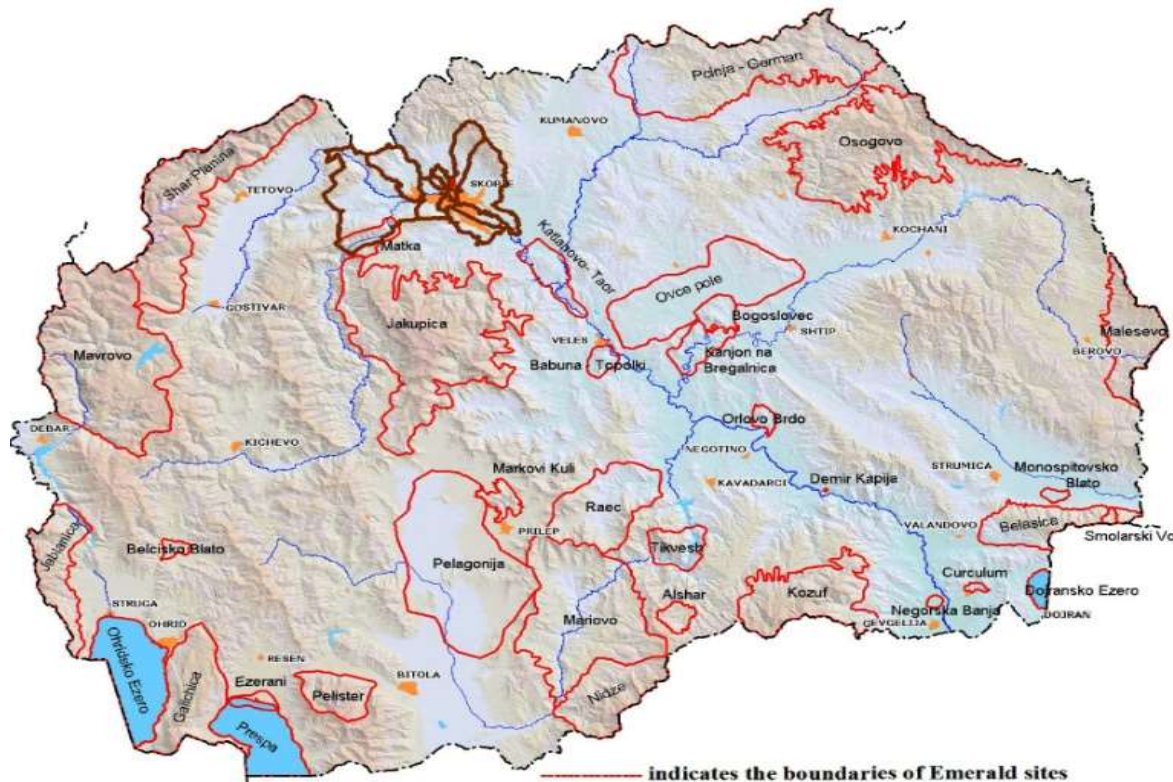 Pcinja - German
KUMANOVO
Osogovo
Shar Planina
TETOVO
SKOPJE
KOCHANI
Matka
Katlanovo- Taor
Ovce pole
GOSTIVAR
Jakupica
Bogoslovec
SHTIP
Malesevo
VELES
Kanjon na
Bregalnica
BEROVO
Mavrovo
Babuna
Topolki
Orlovo Brdo
DEBAR
KICHEVO
NEGOTINO
Markovi Kuli
KAVADARCI
Demir Kapija
STRUMICA
Monospitovsko
Blato
Raec
PRILEP
VALANDOVO
Belasica
Smolarski Vo
Jablanica
Belcisko Blato
Pelagonija
Tikvesh
Curculum
Alshar
Kozuf
Dojransko Ezero
STRUGA
Mariovo
Negorska Banja
GEVGELIJA
DOJRAN
OHRID
Ohridsko Ezero
Galichica
RESEN
Ezerani
Pelister
BITOLA
Nidze
Prespa
indicates the boundaries of Emerald sites